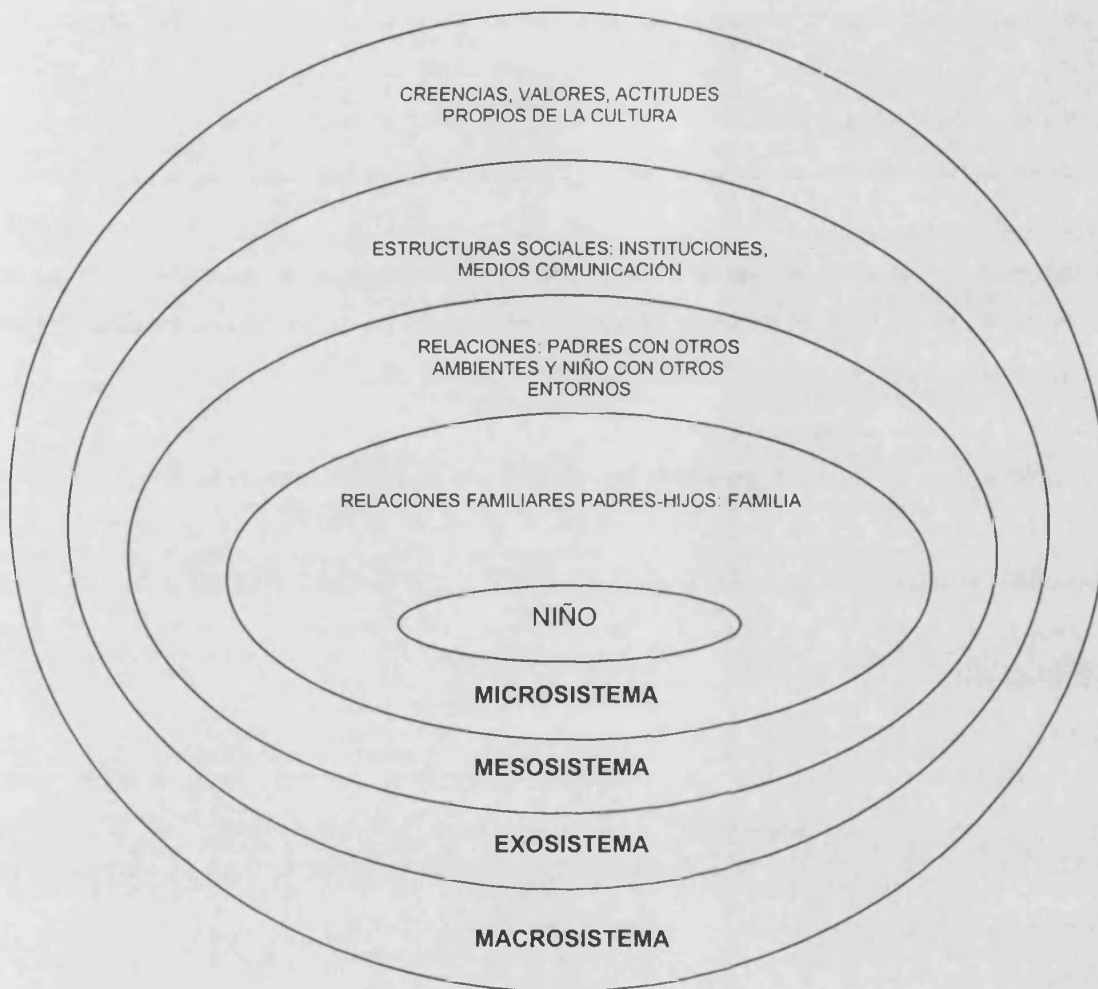 CREENCIAS, VALORES, ACTITUDES
PROPIOS DE LA CULTURA
ESTRUCTURAS SOCIALES: INSTITUCIONES,
MEDIOS COMUNICACIÓN
RELACIONES: PADRES CON OTROS
AMBIENTES Y NIÑO CON OTROS
ENTORNOS
RELACIONES FAMILIARES PADRES-HIJOS: FAMILIA
NIÑO
MICROSISTEMA
MESOSISTEMA
EXOSISTEMA
MACROSISTEMA